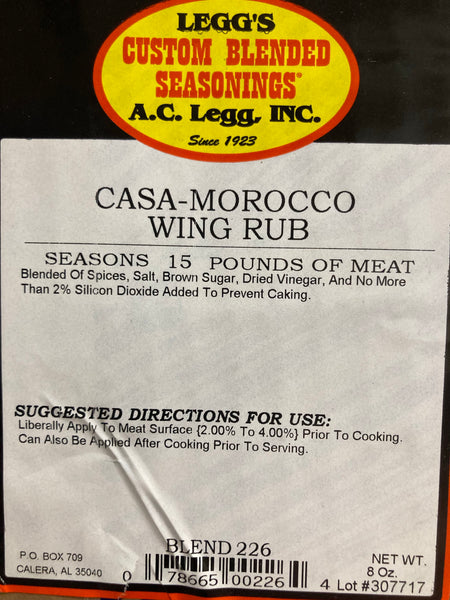 LEGG'S
CUSTOM BLENDED
SEASONINGS®
A.C. Legg, INC.
Since 1923
CASA-MOROCCO
WING RUB
SEASONS 15 POUNDS OF MEAT
Blended Of Spices, Salt, Brown Sugar, Dried Vinegar, And No More
Than 2% Silicon Dioxide Added To Prevent Caking.
SUGGESTED DIRECTIONS FOR USE:
Liberally Apply To Meat Surface {2.00% To 4.00%} Prior To Cooking.
Can Also Be Applied After Cooking Prior To Serving.
BLEND 226
P.O. BOX 709
CALERA, AL 35040
0 78665 00226 4
NET WT.
8 Oz.
Lot #307717